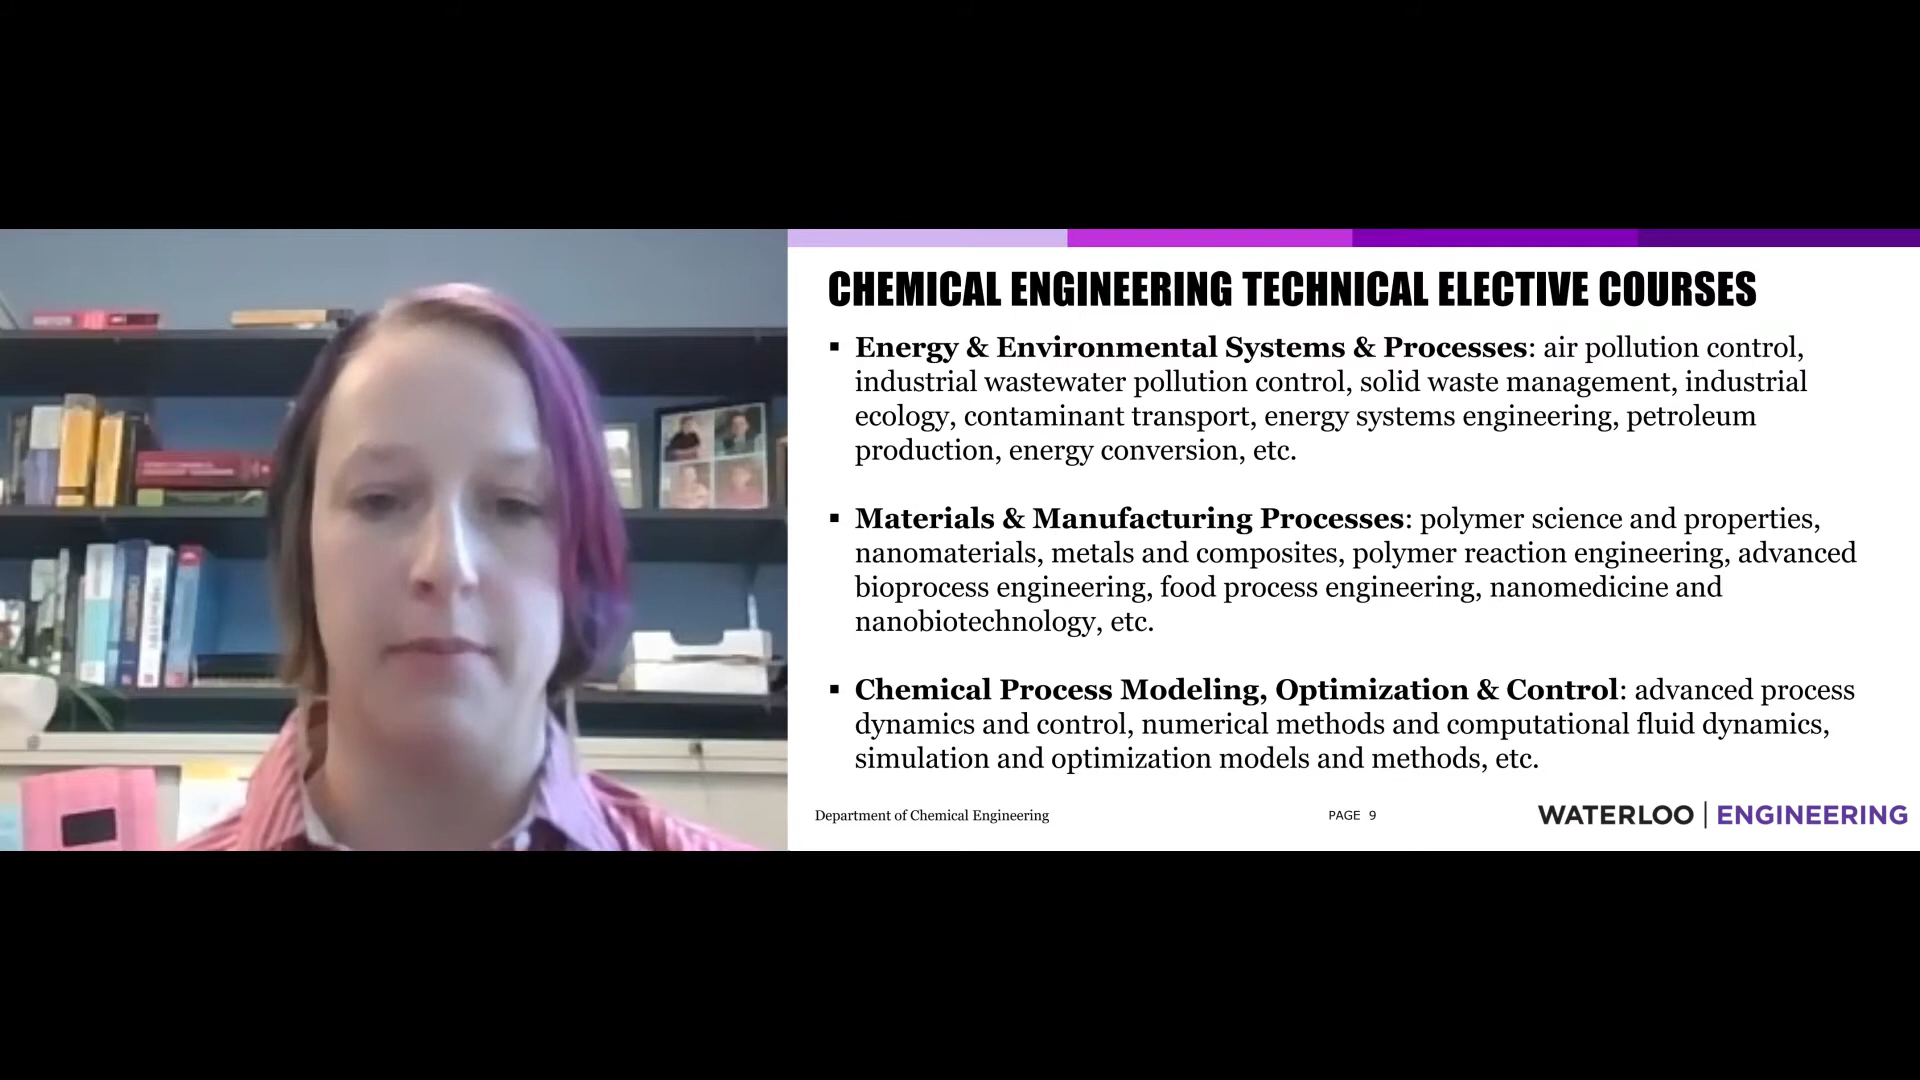 CHEMICAL ENGINEERING TECHNICAL ELECTIVE COURSES
▪ Energy & Environmental Systems & Processes: air pollution control,
industrial wastewater pollution control, solid waste management, industrial
ecology, contaminant transport, energy systems engineering, petroleum
production, energy conversion, etc.
▪ Materials & Manufacturing Processes: polymer science and properties,
nanomaterials, metals and composites, polymer reaction engineering, advanced
bioprocess engineering, food process engineering, nanomedicine and
nanobiotechnology, etc.
▪ Chemical Process Modeling, Optimization & Control: advanced process
dynamics and control, numerical methods and computational fluid dynamics,
simulation and optimization models and methods, etc.
Department of Chemical Engineering
PAGE 9
WATERLOO | ENGINEERING